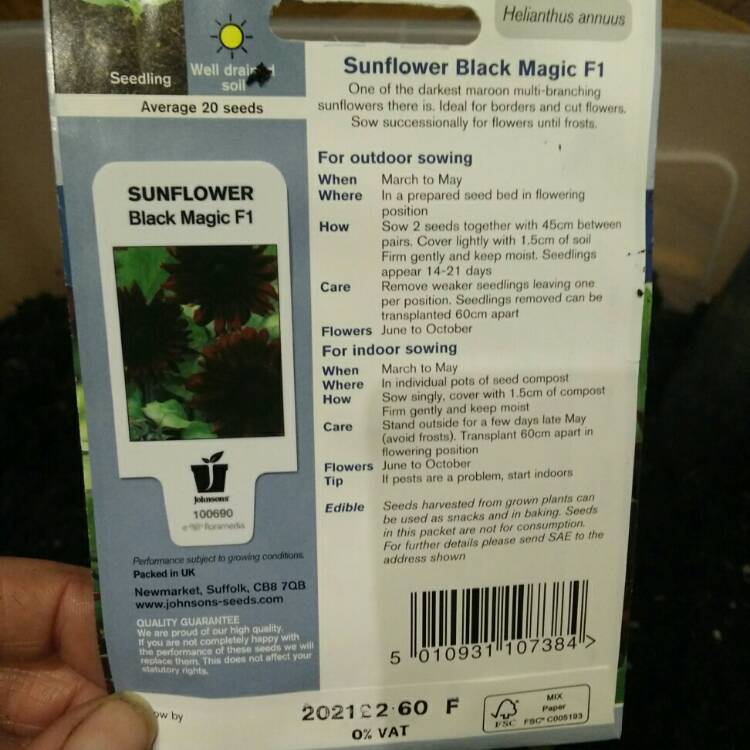 Helianthus annuus
Seedling
Well drained
soil
Average 20 seeds
Sunflower Black Magic F1
One of the darkest maroon multi-branching
sunflowers there is. Ideal for borders and cut flowers.
Sow successionally for flowers until frosts.
For outdoor sowing
When March to May
Where In a prepared seed bed in flowering
position
How Sow 2 seeds together with 45cm between
pairs. Cover lightly with 1.5cm of soil
Firm gently and keep moist. Seedlings
appear 14-21 days
Care Remove weaker seedlings leaving one
per position. Seedlings removed can be
transplanted 60cm apart
Flowers June to October
For indoor sowing
When March to May
Where In individual pots of seed compost
How Sow singly, cover with 1.5cm of compost
Firm gently and keep moist
Care Stand outside for a few days late May
(avoid frosts). Transplant 60cm apart in
flowering position
Flowers June to October
Tip If pests are a problem, start indoors
Edible Seeds harvested from grown plants can
be used as snacks and in baking. Seeds
in this packet are not for consumption.
For further details please send SAE to the
address shown
SUNFLOWER
Black Magic F1
Johnsons
100690
floramedia
Performance subject to growing conditions.
Packed in UK
Newmarket, Suffolk, CB8 7QB
www.johnsons-seeds.com
QUALITY GUARANTEE
We are proud of our high quality.
If you are not completely happy with
the performance of these seeds we will
replace them. This does not affect your
statutory rights.
5 010931 107384 >
by
2021 £2.60 F
0% VAT
FSC
MIX
Paper
FSC® C005193